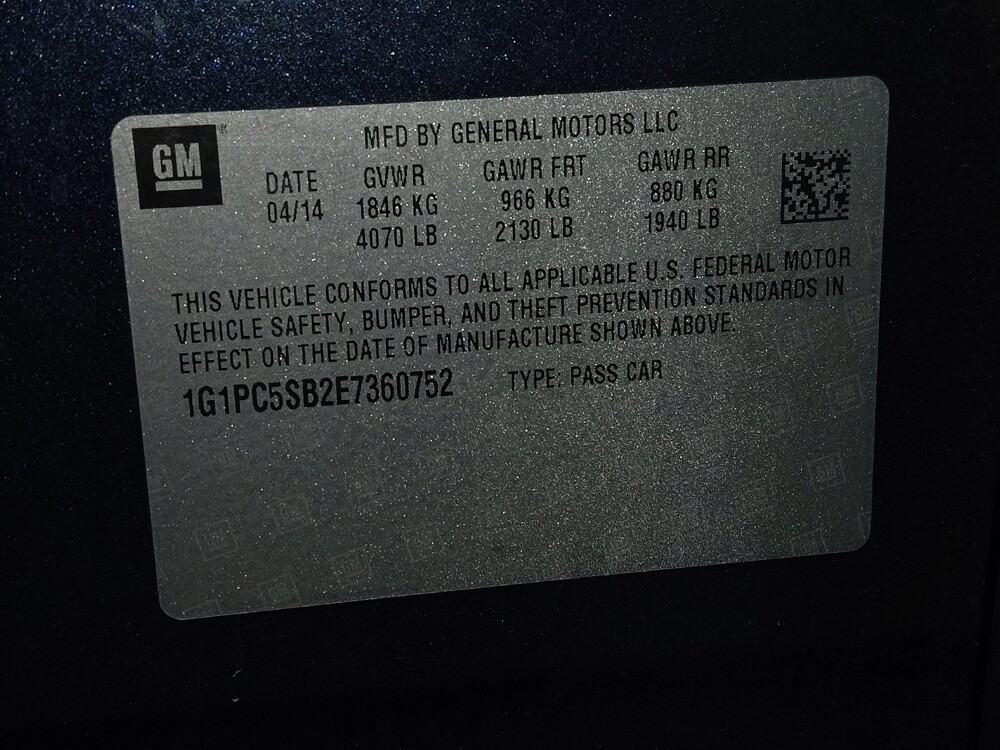 GM
MFD BY GENERAL MOTORS LLC
DATE GVWR GAWR FRT GAWR RR
04/14 1846 KG 966 KG 880 KG
4070 LB 2130 LB 1940 LB
THIS VEHICLE CONFORMS TO ALL APPLICABLE U.S. FEDERAL MOTOR
VEHICLE SAFETY, BUMPER, AND THEFT PREVENTION STANDARDS IN
EFFECT ON THE DATE OF MANUFACTURE SHOWN ABOVE.
1G1PC5SB2E7360752 TYPE: PASS CAR